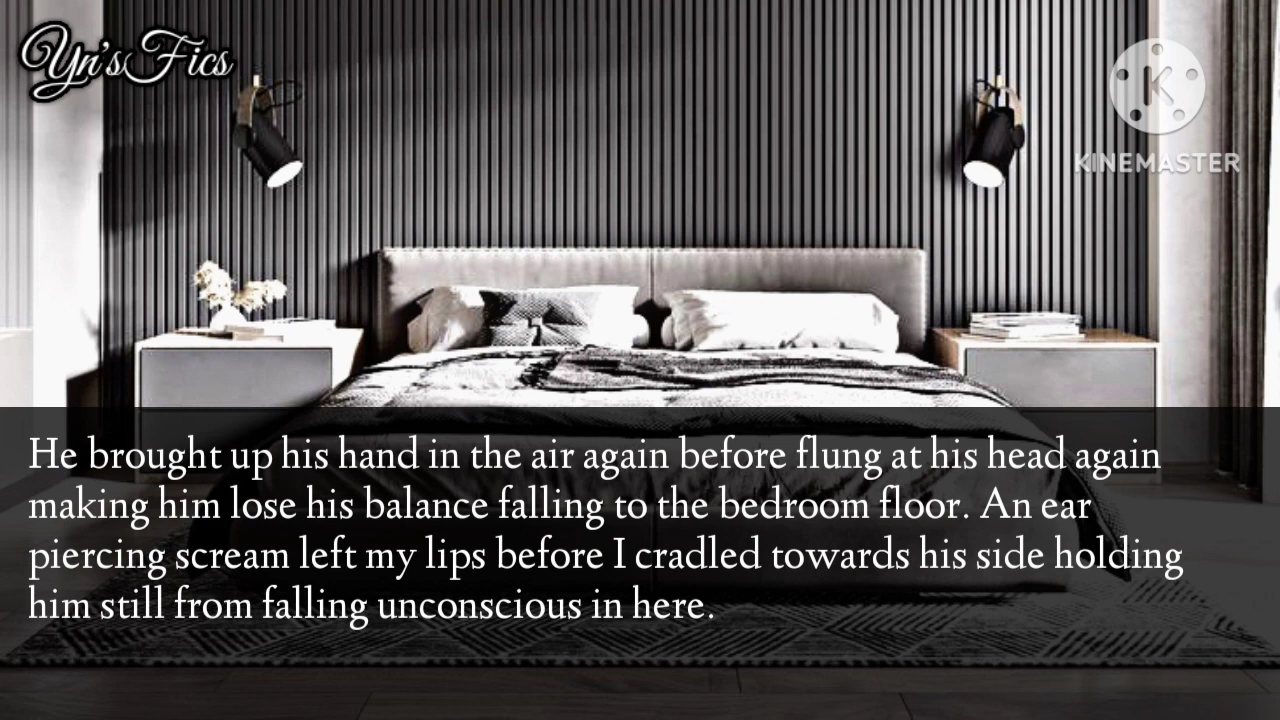 Yn'sFics
KINEMASTER
He brought up his hand in the air again before flung at his head again
making him lose his balance falling to the bedroom floor. An ear
piercing scream left my lips before I cradled towards his side holding
him still from falling unconscious in here.